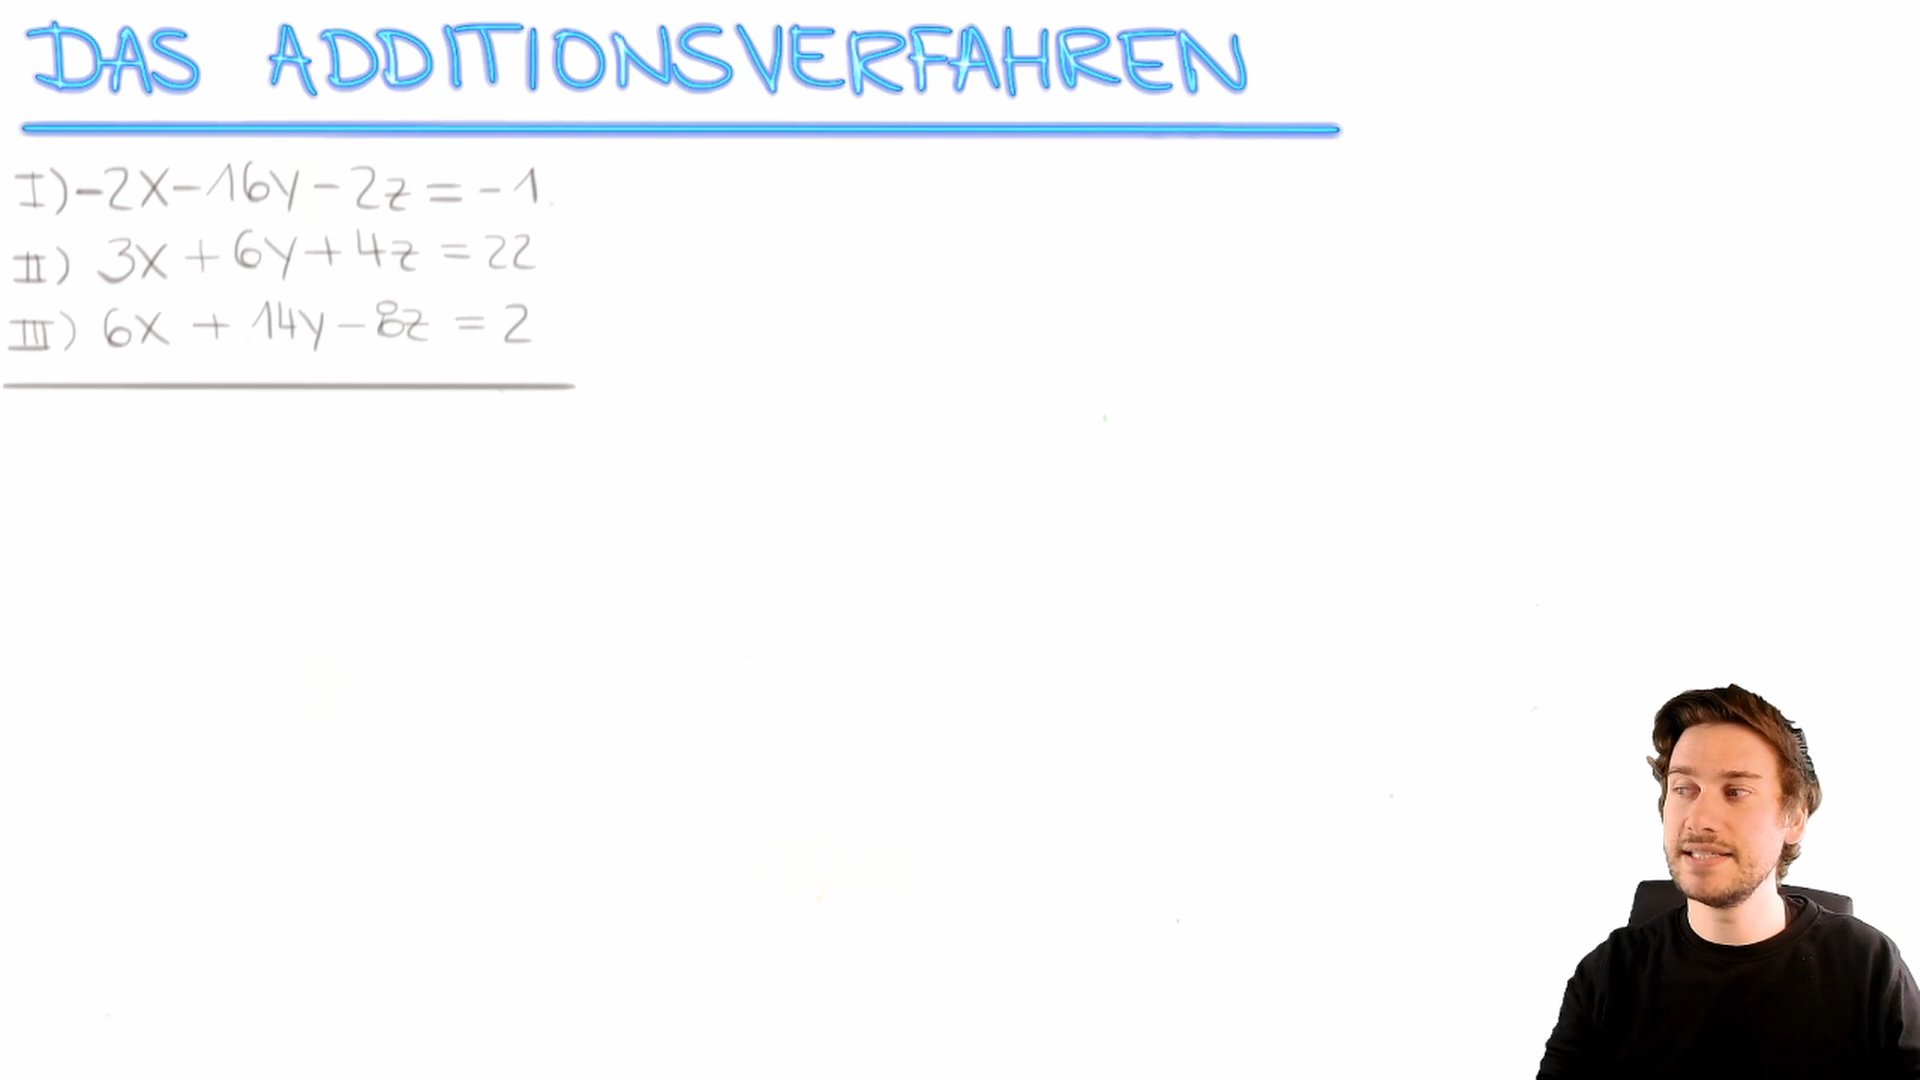 DAS ADDITIONSVERFAHREN
I) -2x-16y-2z=-1
II) 3x+6y+4z=22
III) 6x+14y-8z=2